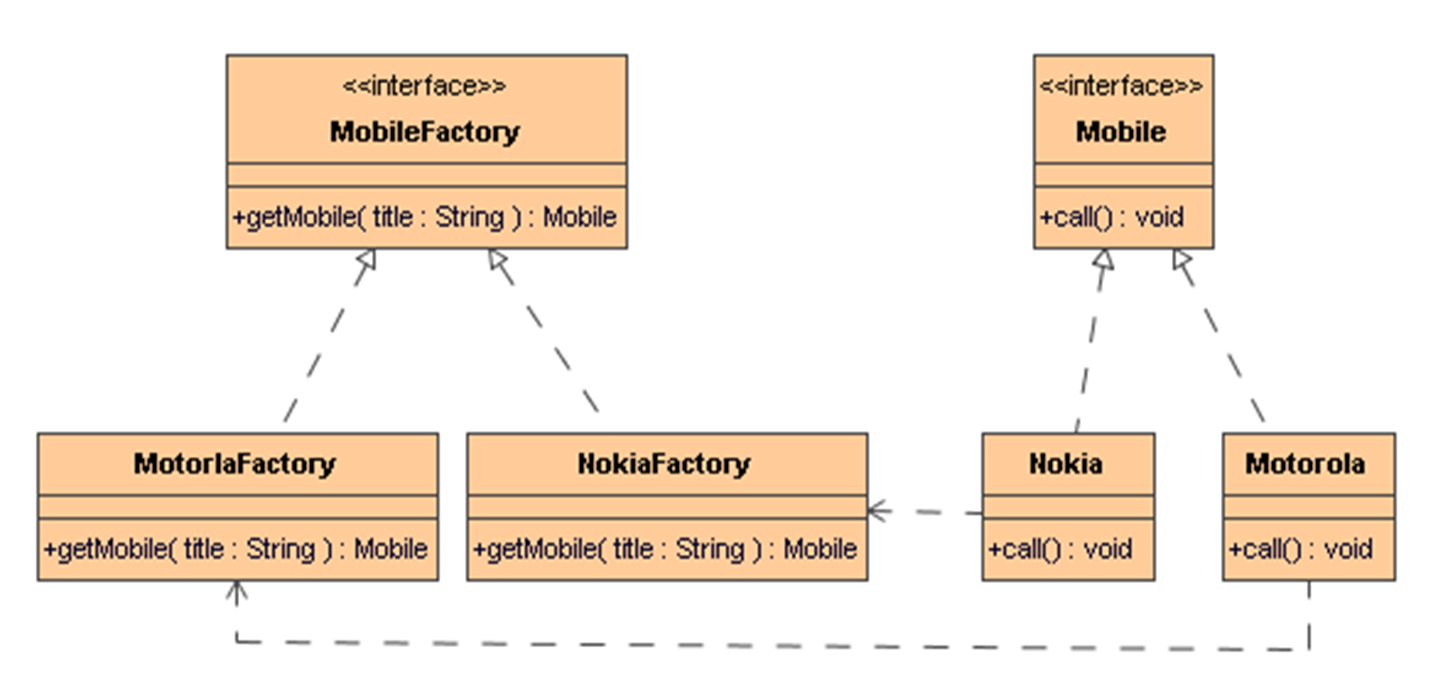 <<interface>>
MobileFactory
+getMobile( title : String ) : Mobile
<<interface>>
Mobile
+call() : void
MotorlaFactory
+getMobile( title : String ) : Mobile
NokiaFactory
+getMobile( title : String ) : Mobile
Nokia
+call() : void
Motorola
+call() : void